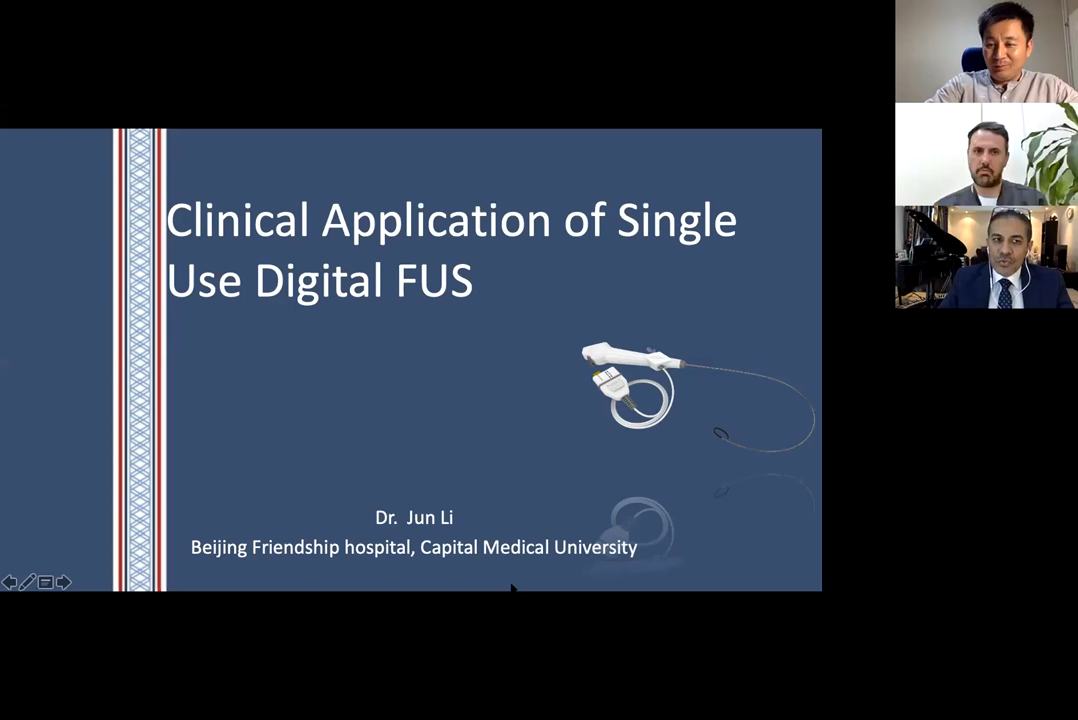 Clinical Application of Single
Use Digital FUS
Dr. Jun Li
Beijing Friendship hospital, Capital Medical University